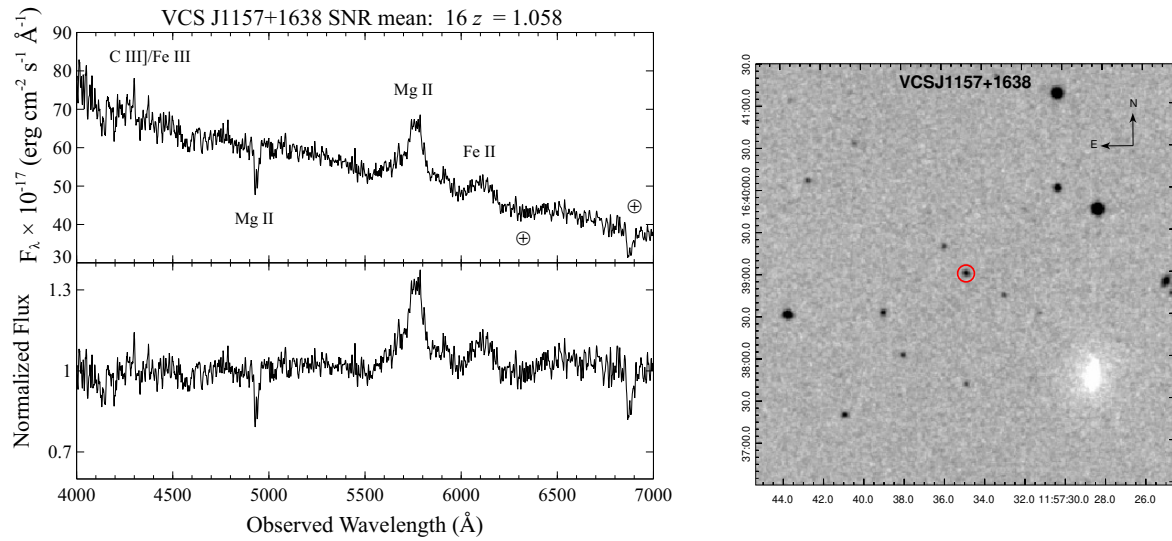 VCS J1157+1638 SNR mean: 16 z = 1.058
F_λ × 10^-17 (erg cm^-2 s^-1 Å^-1)
90
80
70
60
50
40
30
C III]/Fe III
Mg II
Fe II
Mg II
⊕
⊕
Normalized Flux
1.3
1
0.7
4000 4500 5000 5500 6000 6500 7000
Observed Wavelength (Å)
VCSJ1157+1638
N
E
30.0
41:00.0
30.0
16:40:00.0
30.0
39:00.0
30.0
38:00.0
30.0
37:00.0
44.0 42.0 40.0 38.0 36.0 34.0 32.0 11:57:30.0 28.0 26.0